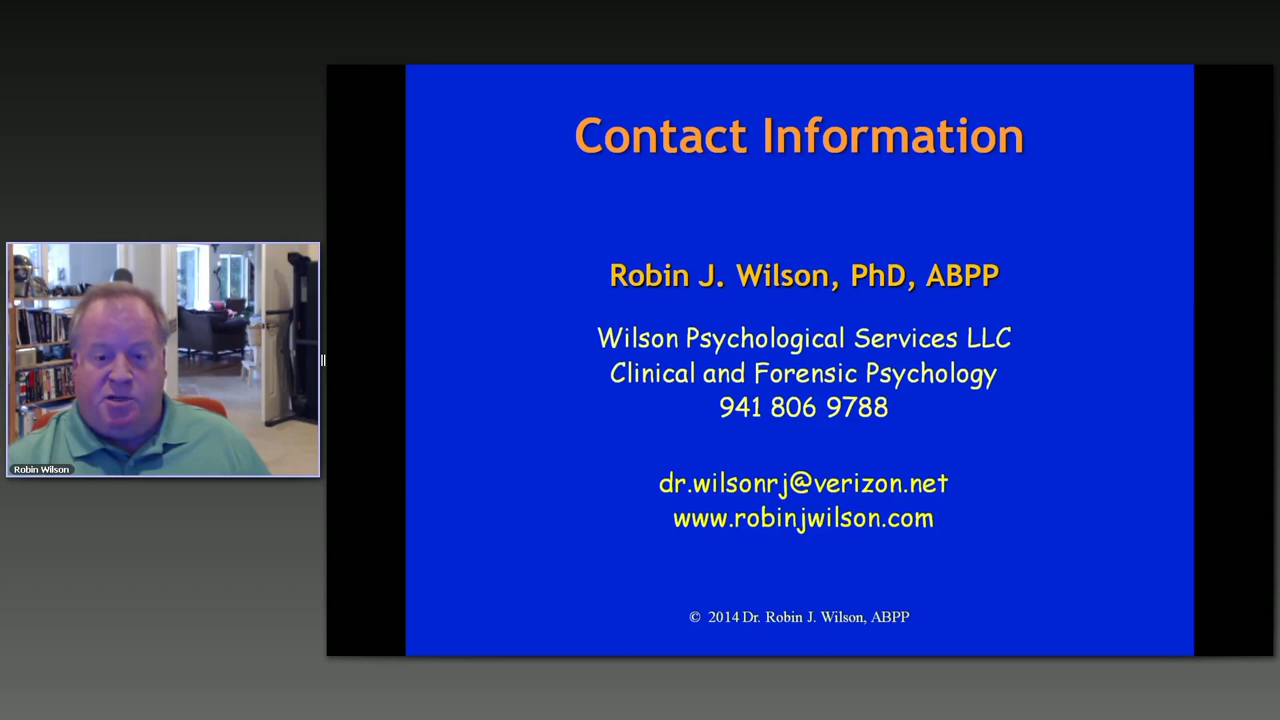 Contact Information
Robin J. Wilson, PhD, ABPP
Wilson Psychological Services LLC
Clinical and Forensic Psychology
941 806 9788
dr.wilsonrj@verizon.net
www.robinjwilson.com
© 2014 Dr. Robin J. Wilson, ABPP
Robin Wilson